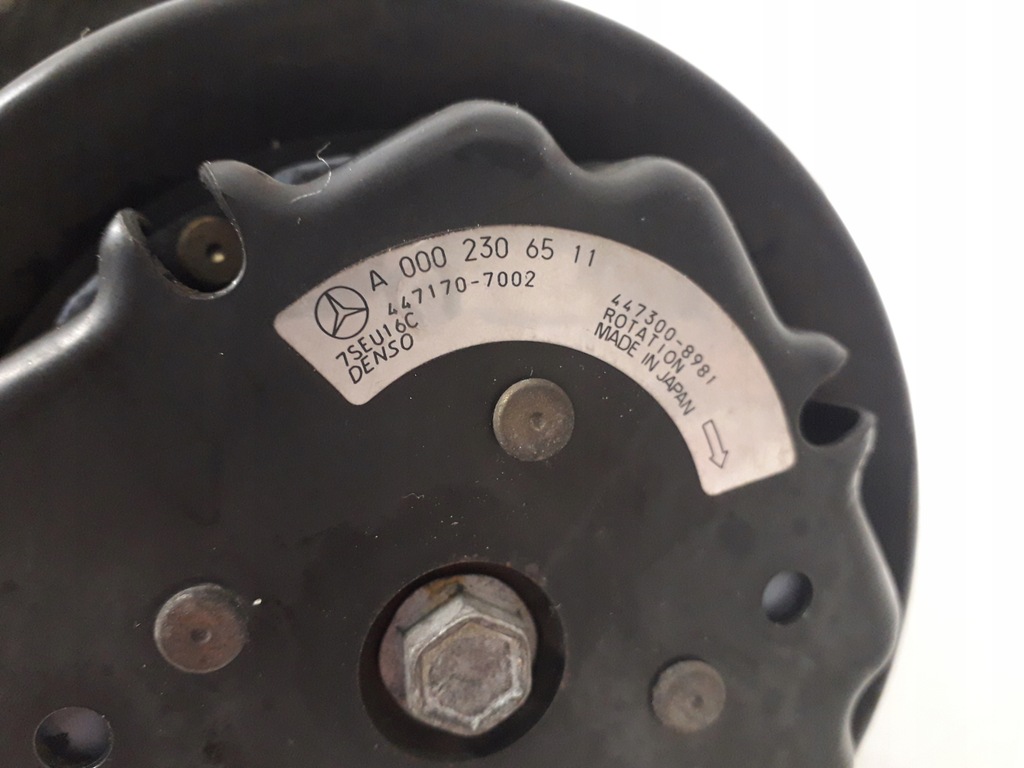 A 000 230 65 11
447170-7002
7SEU16C
DENSO
447300-8981
ROTATION
MADE IN JAPAN